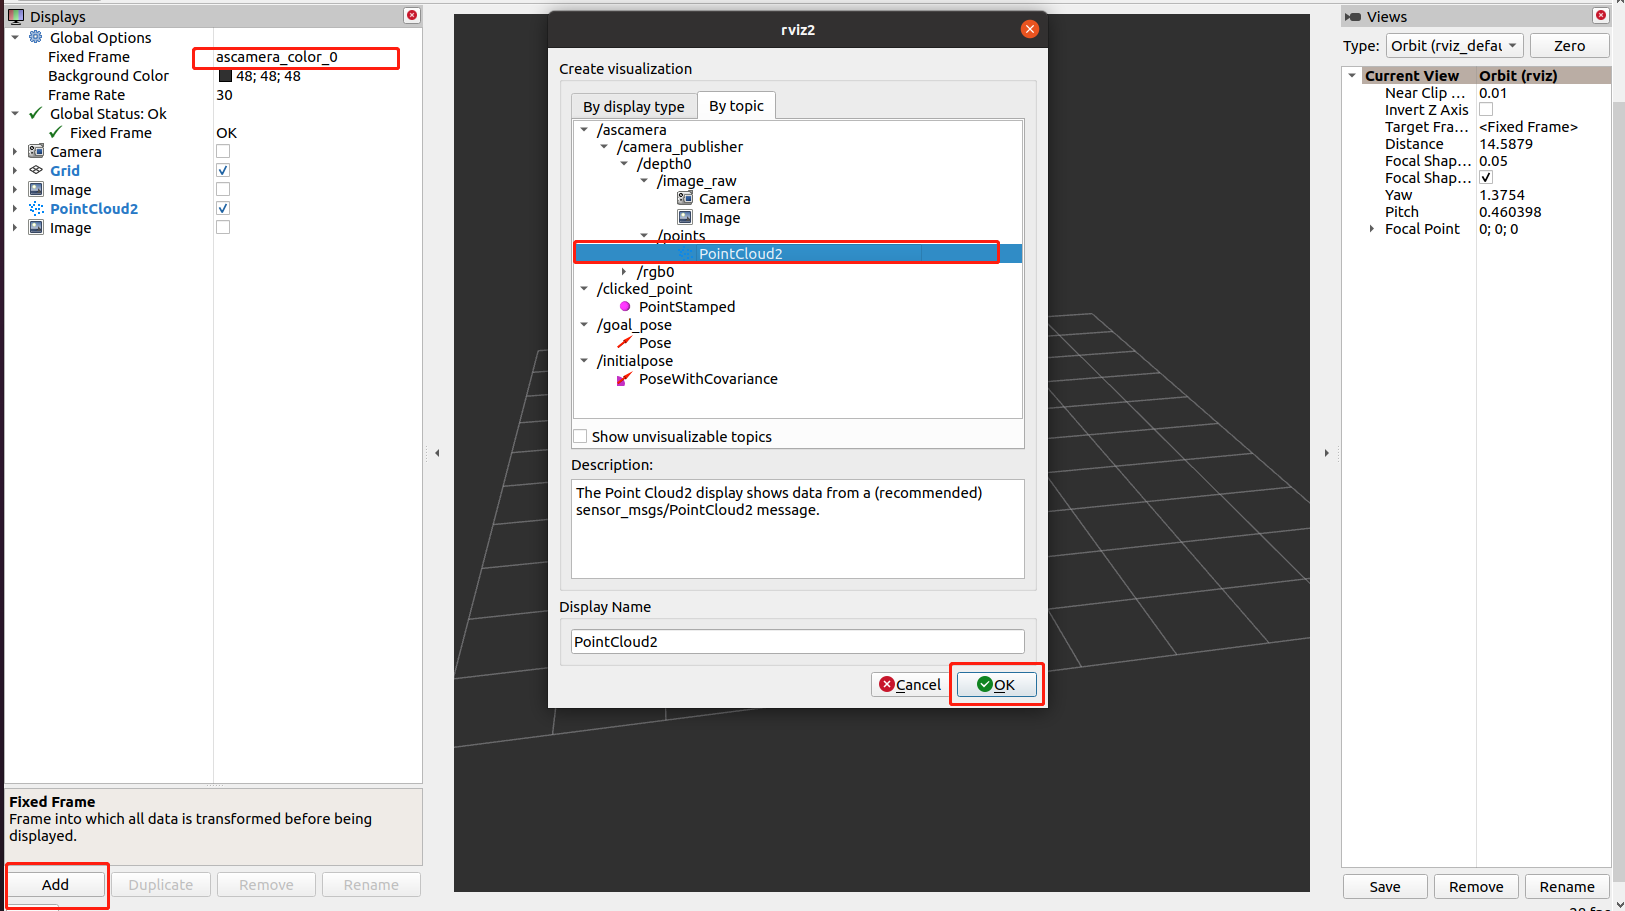 Displays
Global Options
Fixed Frame ascamera_color_0
Background Color 48; 48; 48
Frame Rate 30
Global Status: Ok
Fixed Frame OK
Camera
Grid
Image
PointCloud2
Image
Fixed Frame
Frame into which all data is transformed before being
displayed.
Add Duplicate Remove Rename
rviz2
Create visualization
By display type By topic
/ascamera
/camera_publisher
/depth0
/image_raw
Camera
Image
/points
PointCloud2
/rgb0
/clicked_point
PointStamped
/goal_pose
Pose
/initialpose
PoseWithCovariance
Show unvisualizable topics
Description:
The Point Cloud2 display shows data from a (recommended)
sensor_msgs/PointCloud2 message.
Display Name
PointCloud2
Cancel OK
Views
Type: Orbit (rviz_defau Zero
Current View Orbit (rviz)
Near Clip ... 0.01
Invert Z Axis
Target Fra... <Fixed Frame>
Distance 14.5879
Focal Shap... 0.05
Focal Shap...
Yaw 1.3754
Pitch 0.460398
Focal Point 0; 0; 0
Save Remove Rename